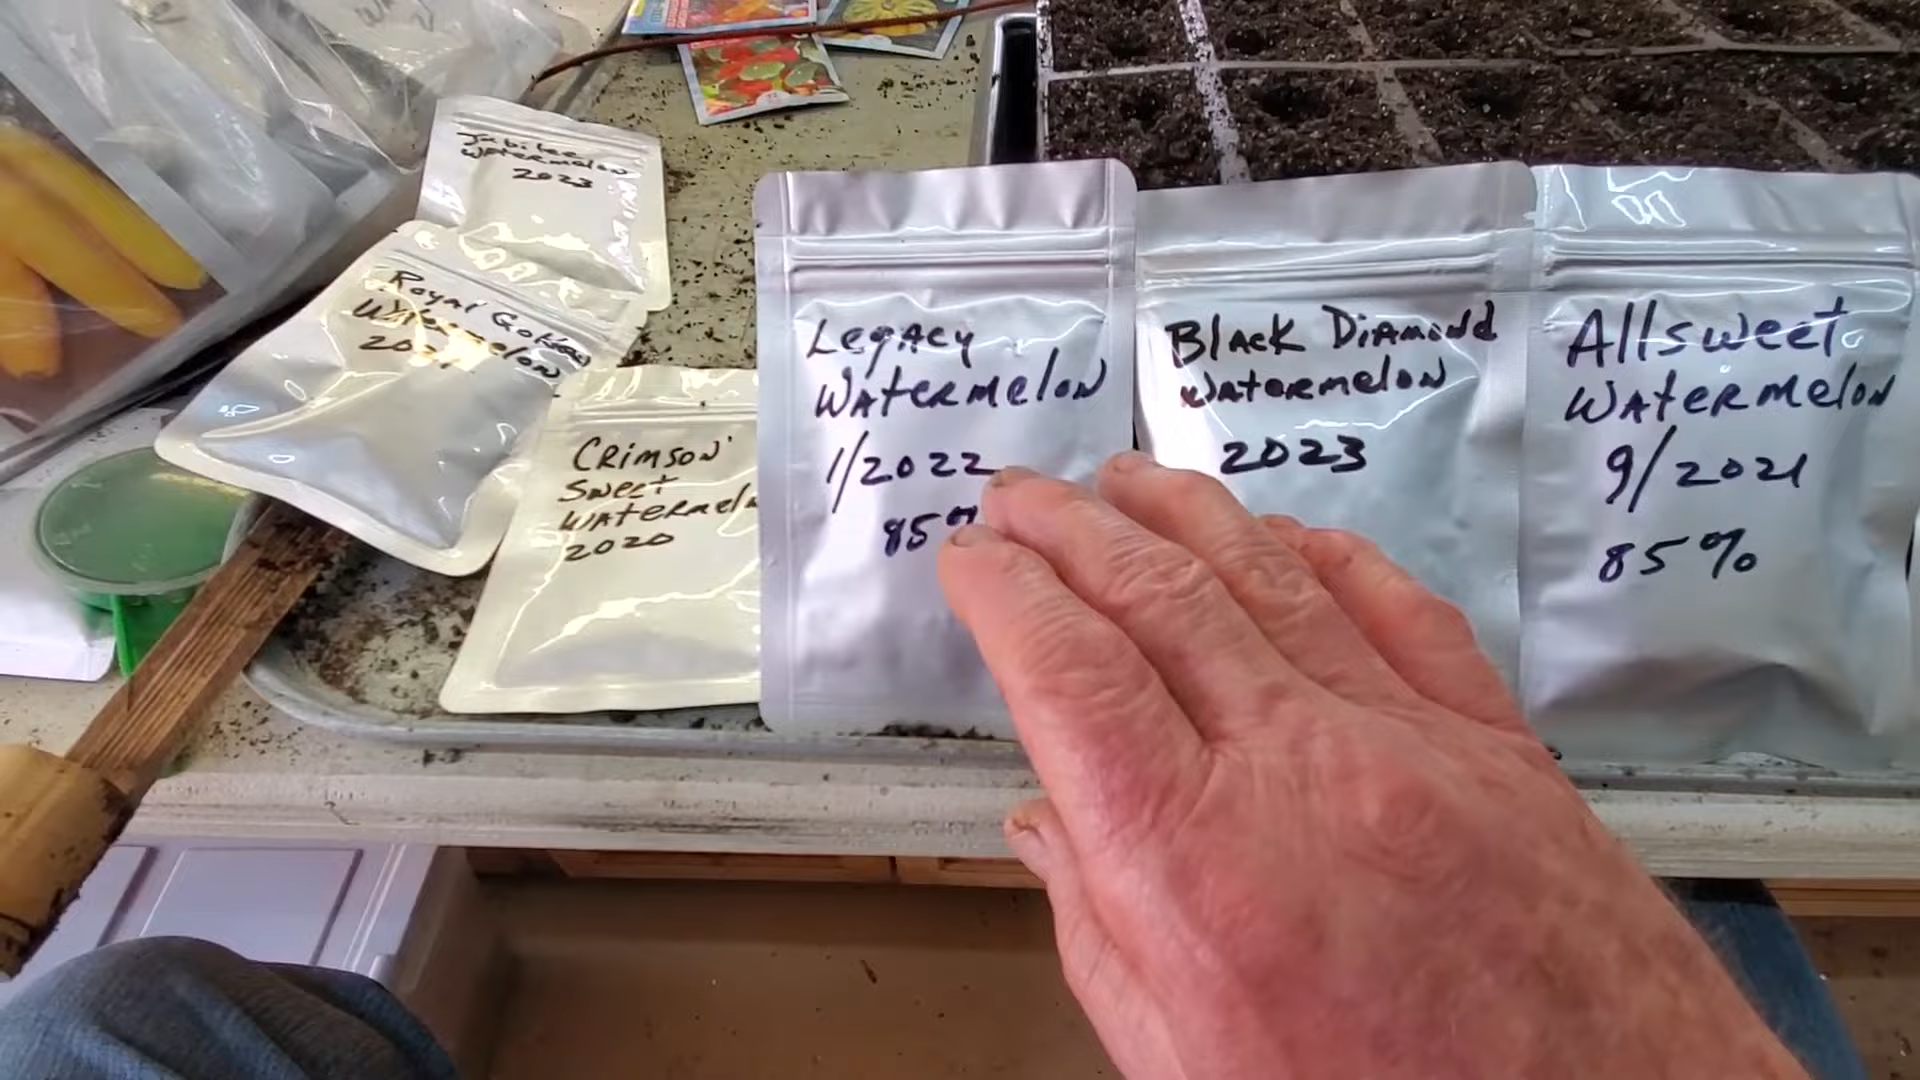 Jubilee
Watermelon
2023
Royal Golden
Watermelon
Crimson
Sweet
Watermelon
2020
Legacy
Watermelon
1/2022
85%
Black Diamond
Watermelon
2023
Allsweet
Watermelon
9/2021
85%